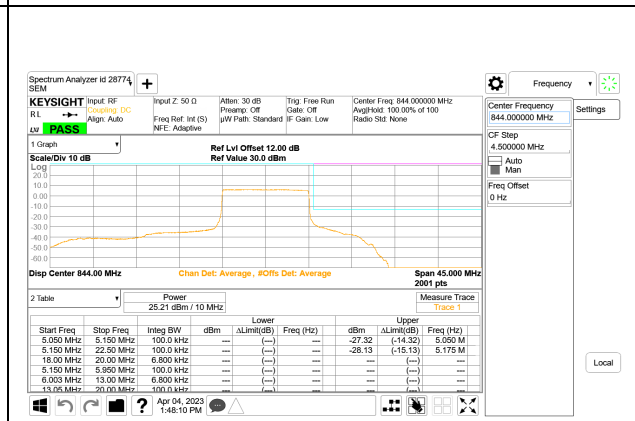 Spectrum Analyzer id 28774
SEM
+
Frequency
KEYSIGHT Input: RF Input Z: 50 Ω Atten: 30 dB Trig: Free Run Center Freq: 844.000000 MHz
RL Coupling: DC Preamp: Off Gate: Off Avg|Hold: 100.00% of 100
Align: Auto Freq Ref: Int (S) µW Path: Standard IF Gain: Low Radio Std: None
PASS NFE: Adaptive
Center Frequency
844.000000 MHz
Settings
CF Step
4.500000 MHz
Auto
Man
Freq Offset
0 Hz
1 Graph Ref Lvl Offset 12.00 dB
Scale/Div 10 dB Ref Value 30.0 dBm
Log
20.0
10.0
0.00
-10.0
-20.0
-30.0
-40.0
-50.0
-60.0
Disp Center 844.00 MHz Chan Det: Average, #Offs Det: Average Span 45.000 MHz
2001 pts
2 Table Power Measure Trace
25.21 dBm / 10 MHz Trace 1
Lower Upper
Start Freq Stop Freq Integ BW dBm ΔLimit(dB) Freq (Hz) dBm ΔLimit(dB) Freq (Hz)
5.050 MHz 5.150 MHz 100.0 kHz --- (---) --- -27.32 (-14.32) 5.050 M
5.150 MHz 22.50 MHz 100.0 kHz --- (---) --- -28.13 (-15.13) 5.175 M
18.00 MHz 20.00 MHz 6.800 kHz --- (---) --- --- (---) ---
5.150 MHz 5.950 MHz 100.0 kHz --- (---) --- --- (---) ---
6.003 MHz 13.00 MHz 6.800 kHz --- (---) --- --- (---) ---
13.05 MHz 20.00 MHz 100.0 kHz --- (---) --- --- (---) ---
Local
? Apr 04, 2023
1:48:10 PM